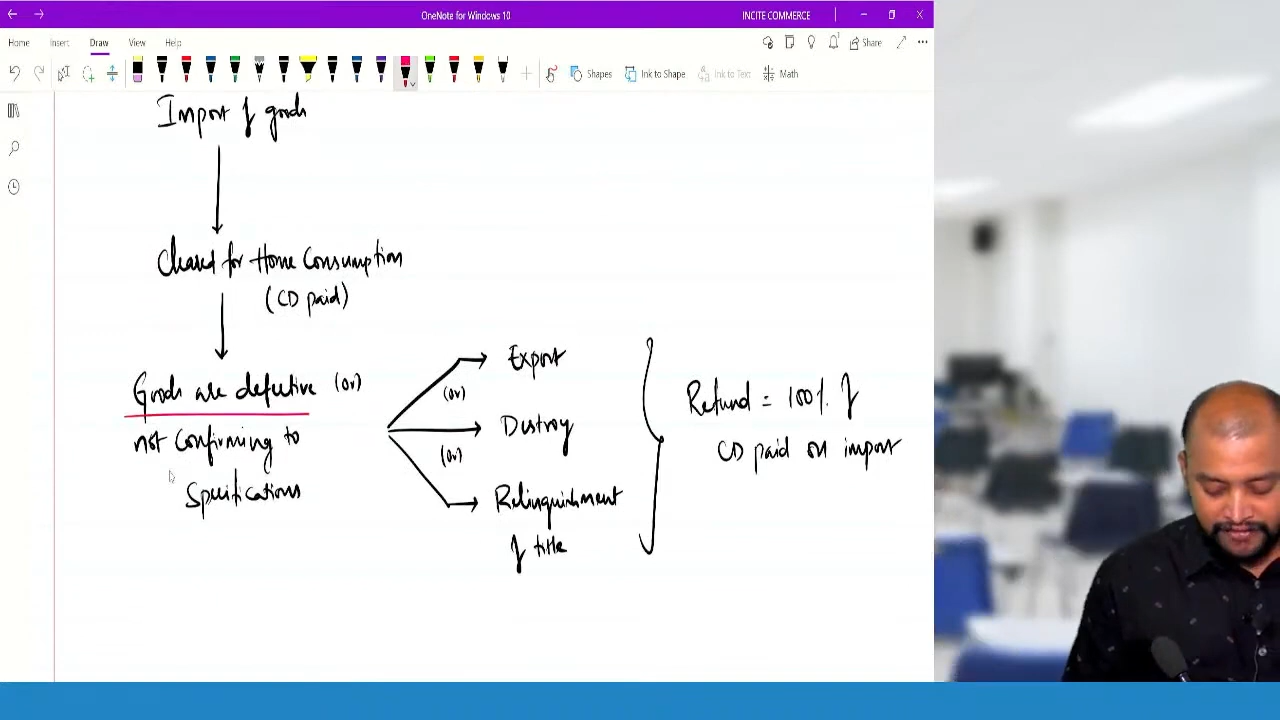 OneNote for Windows 10
INCITE COMMERCE
Home Insert Draw View Help
Share
Shapes
Ink to Shape
Ink to Text
Math
Import of goods
Cleared for Home Consumption
(CD paid)
Goods are defective (or)
not confirming to
Specifications
Export
(or)
Destroy
(or)
Relinquishment
of title
Refund = 100% of
CD paid on import